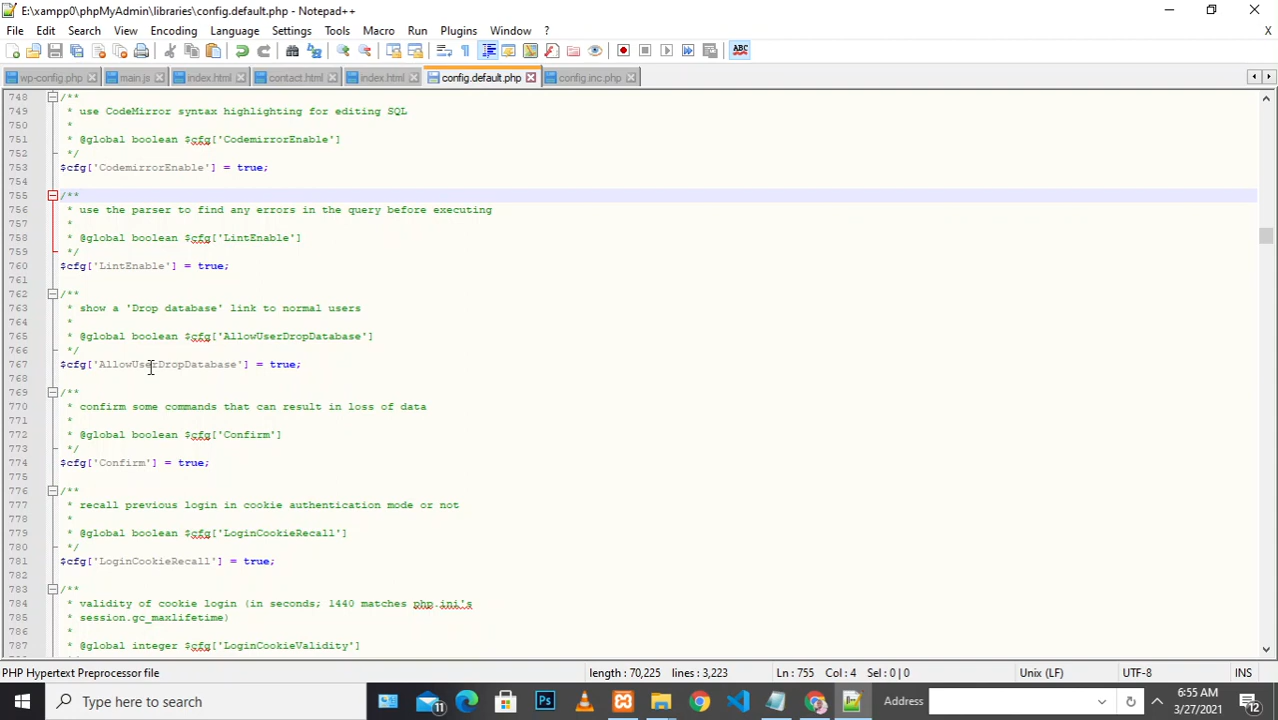 E:\xampp0\phpMyAdmin\libraries\config.default.php - Notepad++
File Edit Search View Encoding Language Settings Tools Macro Run Plugins Window ? X
ABC
wp-config.php main.js index.html contact.html index.html config.default.php config.inc.php
748 /**
749 * use CodeMirror syntax highlighting for editing SQL
750 *
751 * @global boolean $cfg['CodemirrorEnable']
752 */
753 $cfg['CodemirrorEnable'] = true;
754
755 /**
756 * use the parser to find any errors in the query before executing
757 *
758 * @global boolean $cfg['LintEnable']
759 */
760 $cfg['LintEnable'] = true;
761
762 /**
763 * show a 'Drop database' link to normal users
764 *
765 * @global boolean $cfg['AllowUserDropDatabase']
766 */
767 $cfg['AllowUserDropDatabase'] = true;
768
769 /**
770 * confirm some commands that can result in loss of data
771 *
772 * @global boolean $cfg['Confirm']
773 */
774 $cfg['Confirm'] = true;
775
776 /**
777 * recall previous login in cookie authentication mode or not
778 *
779 * @global boolean $cfg['LoginCookieRecall']
780 */
781 $cfg['LoginCookieRecall'] = true;
782
783 /**
784 * validity of cookie login (in seconds; 1440 matches php.ini's
785 * session.gc_maxlifetime)
786 *
787 * @global integer $cfg['LoginCookieValidity']
PHP Hypertext Preprocessor file length : 70,225 lines : 3,223 Ln : 755 Col : 4 Sel : 0 | 0 Unix (LF) UTF-8 INS
Type here to search 11 Ps Address 6:55 AM
3/27/2021 12